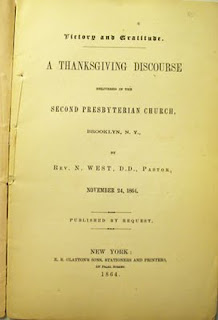 Victory and Gratitude.
A THANKSGIVING DISCOURSE
DELIVERED IN THE
SECOND PRESBYTERIAN CHURCH,
BROOKLYN, N. Y.,
BY
REV. N. WEST, D.D., PASTOR,
NOVEMBER 24, 1864.
PUBLISHED BY REQUEST.
NEW YORK:
SONS, STATIONERS AND PRINTERS,
1864.